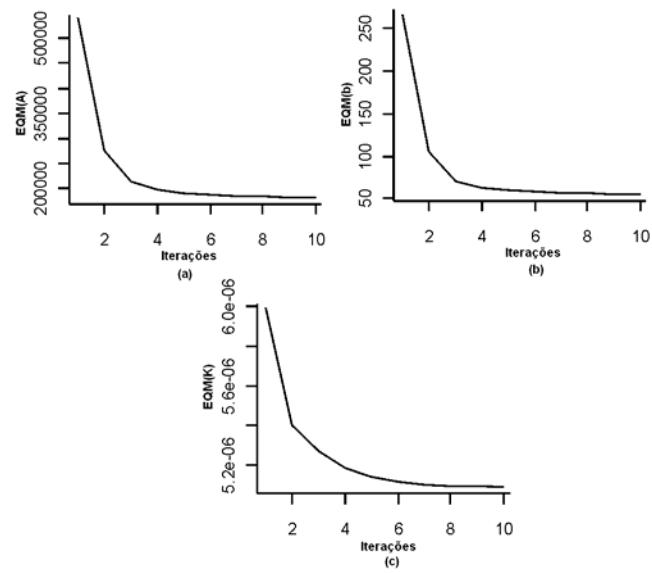 EQM(A)
500000
350000
200000
2 4 6 8 10
Iterações
(a)
EQM(b)
250
200
150
100
50
2 4 6 8 10
Iterações
(b)
EQM(K)
6.0e-06
5.6e-06
5.2e-06
2 4 6 8 10
Iterações
(c)